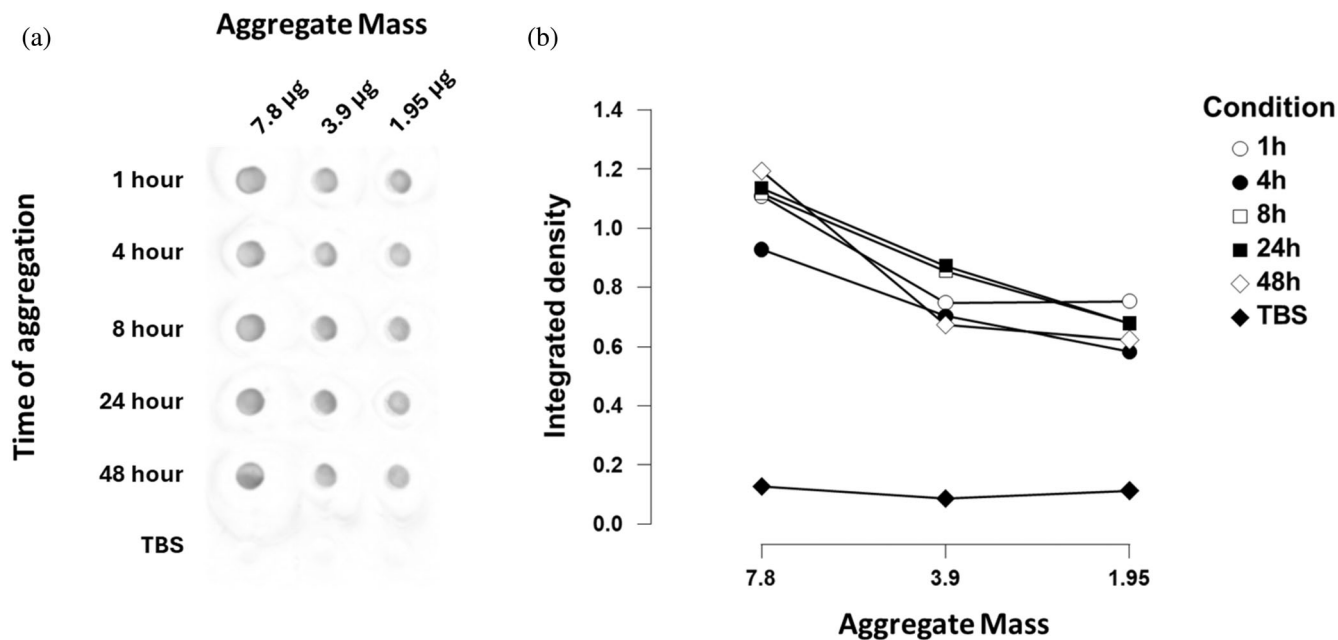 (a)
Aggregate Mass
7.8 µg
3.9 µg
1.95 µg
Time of aggregation
1 hour
4 hour
8 hour
24 hour
48 hour
TBS
(b)
Integrated density
1.4
1.2
1.0
0.8
0.6
0.4
0.2
0.0
7.8
3.9
1.95
Aggregate Mass
Condition
1h
4h
8h
24h
48h
TBS